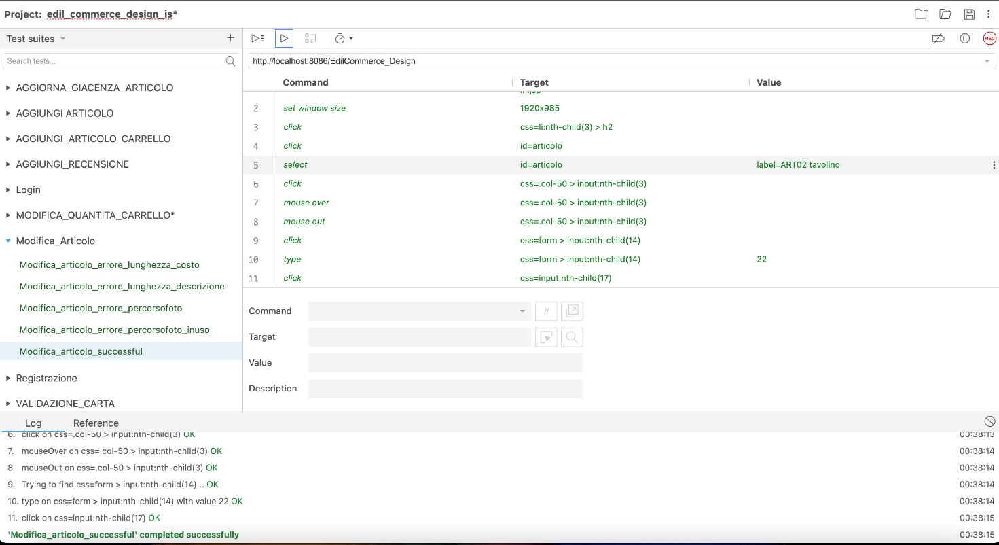 Project: edil_commerce_design_is*
Test suites
REC
Search tests...
http://localhost:8086/EdilCommerce_Design
Command Target Value
AGGIORNA_GIACENZA_ARTICOLO
AGGIUNGI ARTICOLO
AGGIUNGI_ARTICOLO_CARRELLO
AGGIUNGI_RECENSIONE
Login
MODIFICA_QUANTITA_CARRELLO*
Modifica_Articolo
Modifica_articolo_errore_lunghezza_costo
Modifica_articolo_errore_lunghezza_descrizione
Modifica_articolo_errore_percorsofoto
Modifica_articolo_errore_percorsofoto_inuso
Modifica_articolo_successful
Registrazione
VALIDAZIONE_CARTA
in.jsp
2 set window size 1920x985
3 click css=li:nth-child(3) > h2
4 click id=articolo
5 select id=articolo label=ART02 tavolino
6 click css=.col-50 > input:nth-child(3)
7 mouse over css=.col-50 > input:nth-child(3)
8 mouse out css=.col-50 > input:nth-child(3)
9 click css=form > input:nth-child(14)
10 type css=form > input:nth-child(14) 22
11 click css=input:nth-child(17)
Command //
Target
Value
Description
Log Reference
6. click on css=.col-50 > input:nth-child(3) OK 00:38:13
7. mouseOver on css=.col-50 > input:nth-child(3) OK 00:38:14
8. mouseOut on css=.col-50 > input:nth-child(3) OK 00:38:14
9. Trying to find css=form > input:nth-child(14)... OK 00:38:14
10. type on css=form > input:nth-child(14) with value 22 OK 00:38:14
11. click on css=input:nth-child(17) OK 00:38:15
'Modifica_articolo_successful' completed successfully 00:38:15